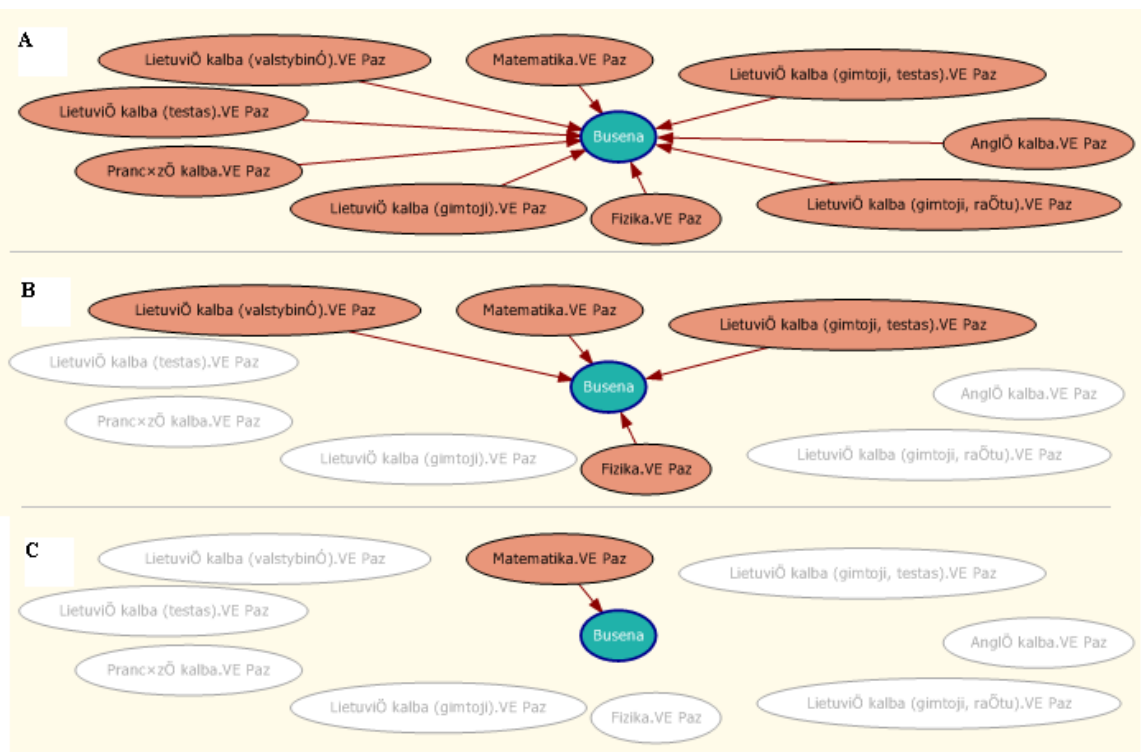 A
LietuviÕ kalba (valstybinÓ).VE Paz
Matematika.VE Paz
LietuviÕ kalba (gimtoji, testas).VE Paz
LietuviÕ kalba (testas).VE Paz
Busena
AnglÕ kalba.VE Paz
Pranc×zÕ kalba.VE Paz
LietuviÕ kalba (gimtoji).VE Paz
Fizika.VE Paz
LietuviÕ kalba (gimtoji, raÕtu).VE Paz
B
LietuviÕ kalba (valstybinÓ).VE Paz
Matematika.VE Paz
LietuviÕ kalba (gimtoji, testas).VE Paz
LietuviÕ kalba (testas).VE Paz
Busena
AnglÕ kalba.VE Paz
Pranc×zÕ kalba.VE Paz
LietuviÕ kalba (gimtoji).VE Paz
Fizika.VE Paz
LietuviÕ kalba (gimtoji, raÕtu).VE Paz
C
LietuviÕ kalba (valstybinÓ).VE Paz
Matematika.VE Paz
LietuviÕ kalba (gimtoji, testas).VE Paz
LietuviÕ kalba (testas).VE Paz
Busena
AnglÕ kalba.VE Paz
Pranc×zÕ kalba.VE Paz
LietuviÕ kalba (gimtoji).VE Paz
Fizika.VE Paz
LietuviÕ kalba (gimtoji, raÕtu).VE Paz